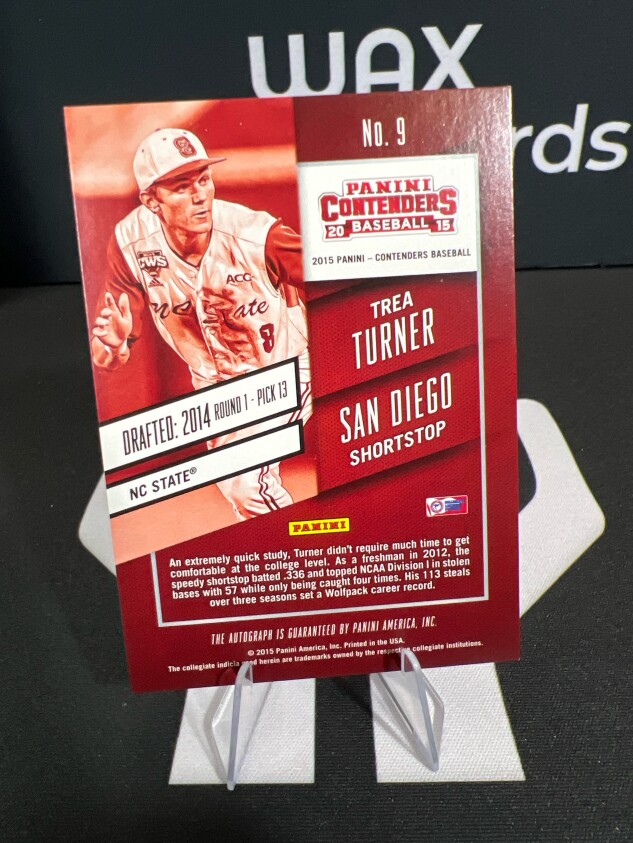 WAX
rds
No. 9
PANINI
CONTENDERS
20 BASEBALL 15
2015 PANINI – CONTENDERS BASEBALL
TREA
TURNER
SAN DIEGO
SHORTSTOP
S
CWS
ACC
ate
8
DRAFTED: 2014 ROUND 1 - PICK 13
NC STATE®
PANINI
An extremely quick study, Turner didn't require much time to get
comfortable at the college level. As a freshman in 2012, the
speedy shortstop batted .336 and topped NCAA Division I in stolen
bases with 57 while only being caught four times. His 113 steals
over three seasons set a Wolfpack career record.
THE AUTOGRAPH IS GUARANTEED BY PANINI AMERICA, INC.
© 2015 Panini America, Inc. Printed in the USA.
The collegiate indicia used herein are trademarks owned by the respective collegiate institutions.